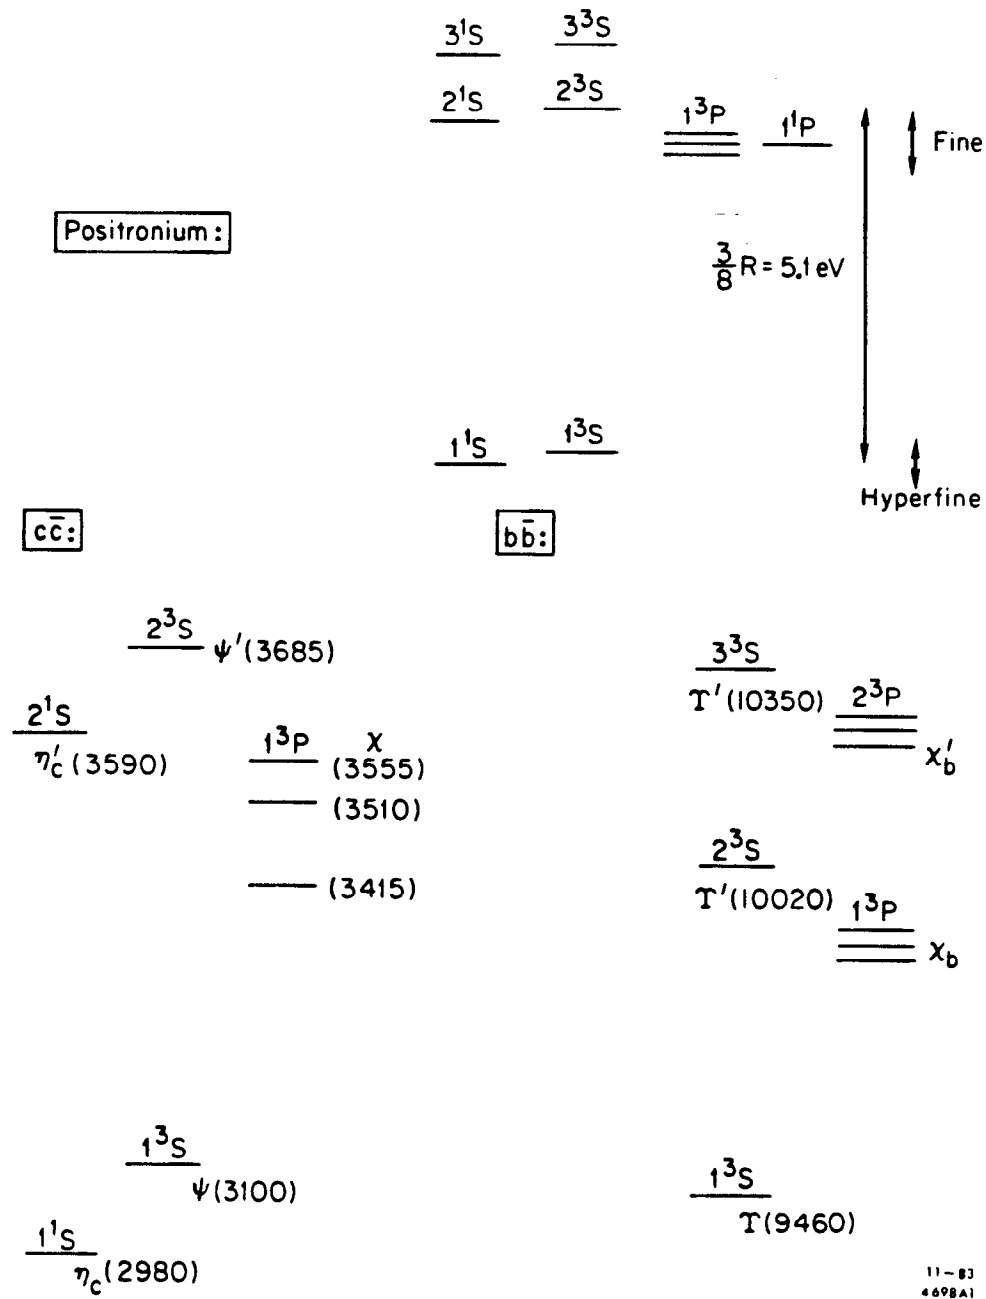 3¹S 3³S
2¹S 2³S
1³P 1¹P
Fine
Positronium:
3/8 R = 5.1 eV
1¹S 1³S
Hyperfine
cc̄:
bb̄:
2³S
ψ′(3685)
2¹S
η′c (3590)
1³P χ
(3555)
(3510)
(3415)
1³S
ψ(3100)
1¹S
ηc(2980)
3³S
ϒ′(10350)
2³P
χ′b
2³S
ϒ′(10020)
1³P
χb
1³S
ϒ(9460)
11-83
4698A1